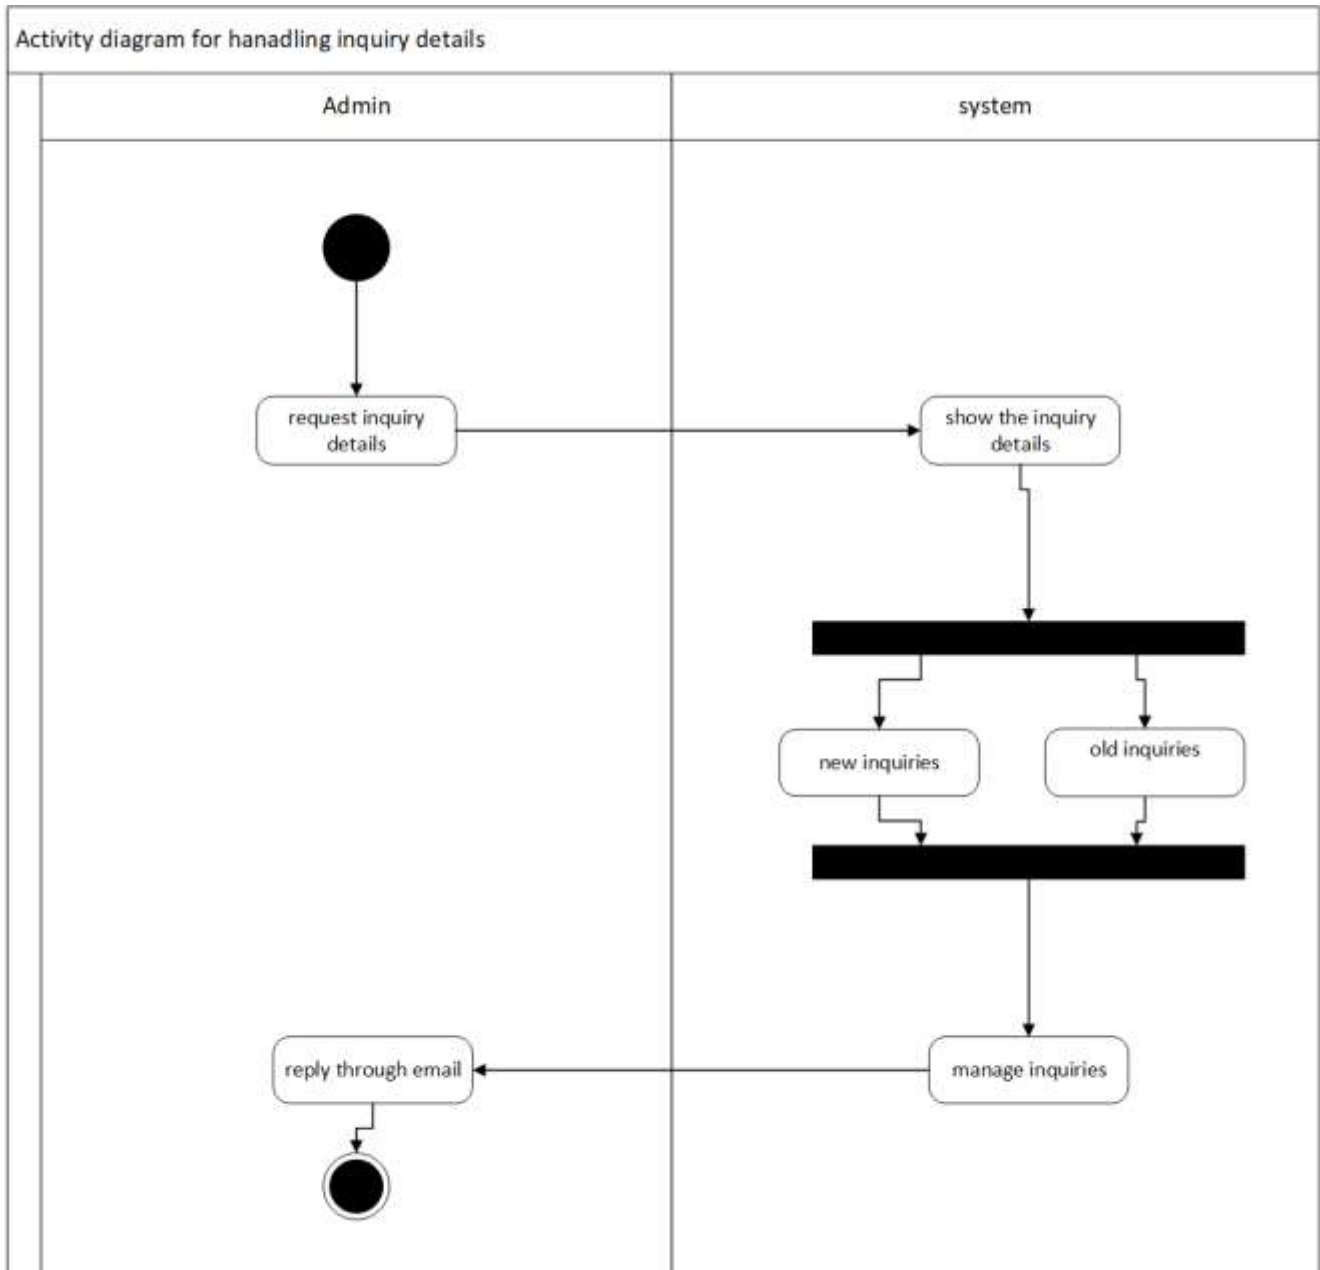 Activity diagram for hanadling inquiry details
Admin
system
request inquiry
details
show the inquiry
details
new inquiries
old inquiries
reply through email
manage inquiries